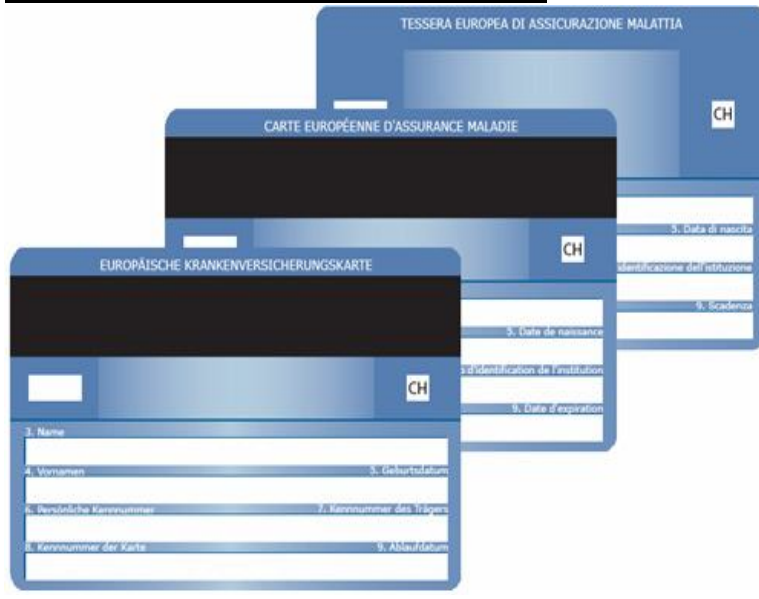 TESSERA EUROPEA DI ASSICURAZIONE MALATTIA
CH
5. Data di nascita
identificazione dell'istituzione
9. Scadenza
CARTE EUROPÉENNE D'ASSURANCE MALADIE
CH
5. Date de naissance
d'identification de l'institution
9. Date d'expiration
EUROPÄISCHE KRANKENVERSICHERUNGSKARTE
CH
3. Name
4. Vornamen 5. Geburtsdatum
6. Persönliche Kennnummer 7. Kennnummer des Trägers
8. Kennnummer der Karte 9. Ablaufdatum